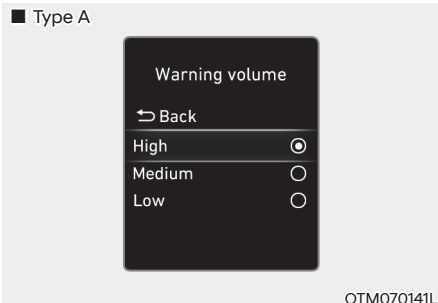 ■ Type A
Warning volume
Back
High
Medium
Low
OTM070141L